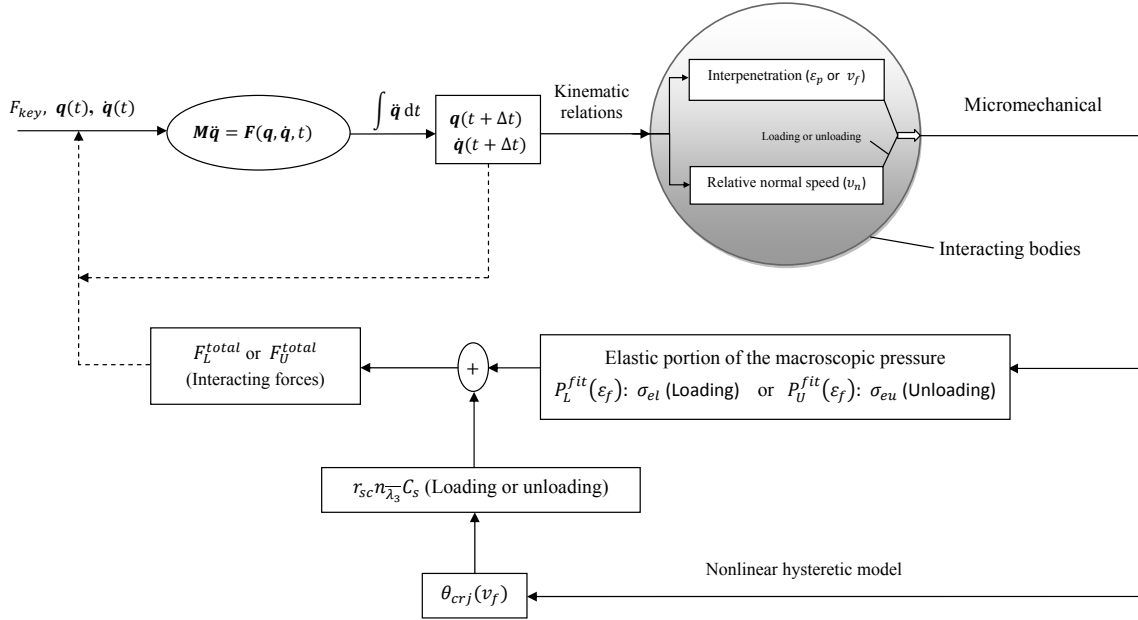 F_key, q(t), q̇(t)
Mq̈ = F(q, q̇, t)
∫ q̈ dt
q(t + Δt)
q̇(t + Δt)
Kinematic
relations
Interpenetration (ε_p or v_f)
Loading or unloading
Relative normal speed (v_n)
Micromechanical
Interacting bodies
F_L^total or F_U^total
(Interacting forces)
+
Elastic portion of the macroscopic pressure
P_L^fit(ε_f): σ_el (Loading) or P_U^fit(ε_f): σ_eu (Unloading)
r_sc n_λ̅₃ C_s (Loading or unloading)
Nonlinear hysteretic model
θ_crj(v_f)